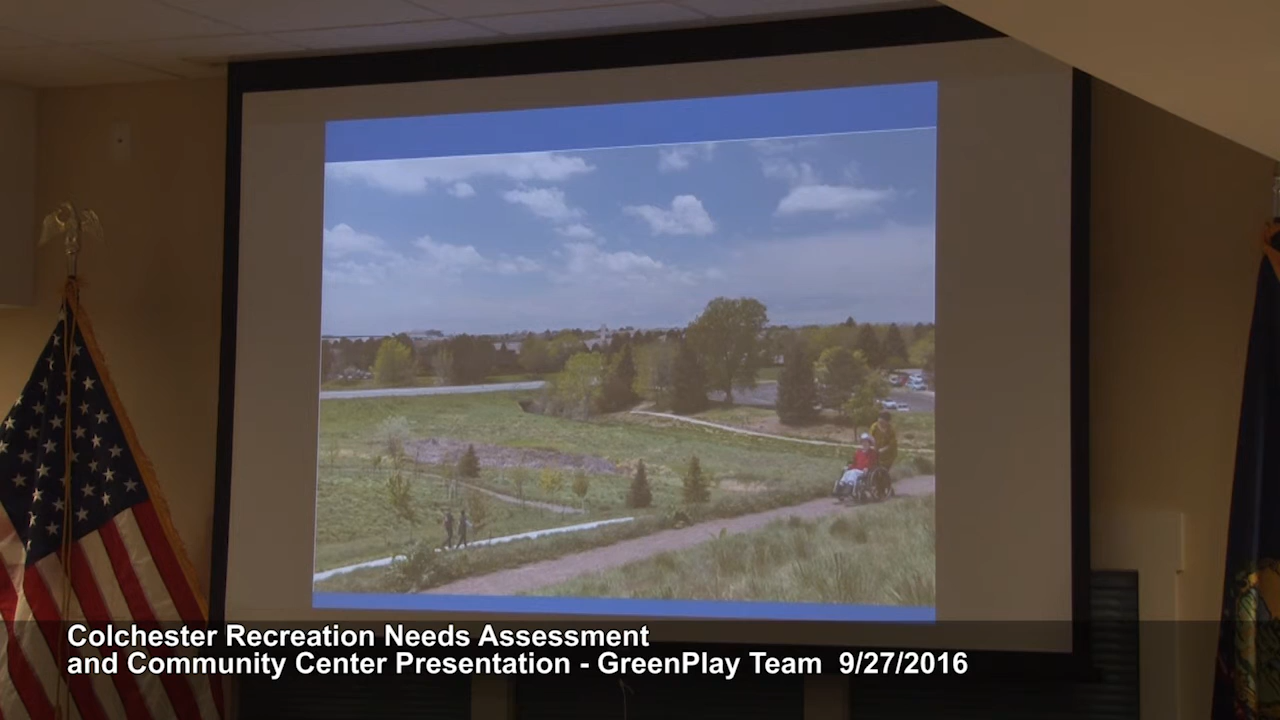 Colchester Recreation Needs Assessment
and Community Center Presentation - GreenPlay Team 9/27/2016